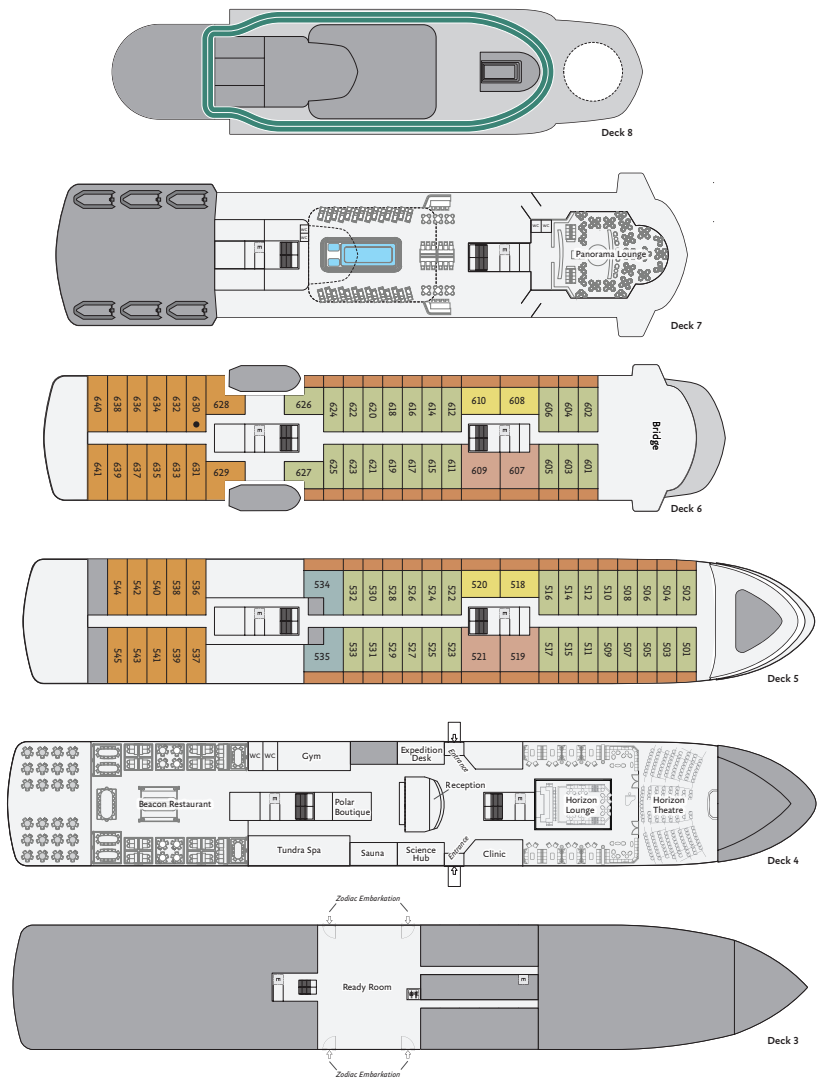 Deck 8
E
WC
WC
E
WC
WC
Panorama Lounge
Deck 7
640
638
636
634
632
630
628
626
624
622
620
618
616
614
612
610
608
606
604
602
E
E
Bridge
641
639
637
635
633
631
629
627
625
623
621
619
617
615
611
609
607
605
603
601
Deck 6
544
542
540
538
536
534
532
530
528
526
524
522
520
518
516
514
512
510
508
506
504
502
E
E
545
543
541
539
537
535
533
531
529
527
525
523
521
519
517
515
511
509
507
505
503
501
Deck 5
WC
WC
Gym
Expedition
Desk
Entrance
Reception
Beacon Restaurant
E
Polar
Boutique
E
Horizon
Lounge
Horizon
Theatre
Tundra Spa
Sauna
Science
Hub
Entrance
Clinic
Deck 4
Zodiac Embarkation
E
Ready Room
E
Deck 3
Zodiac Embarkation